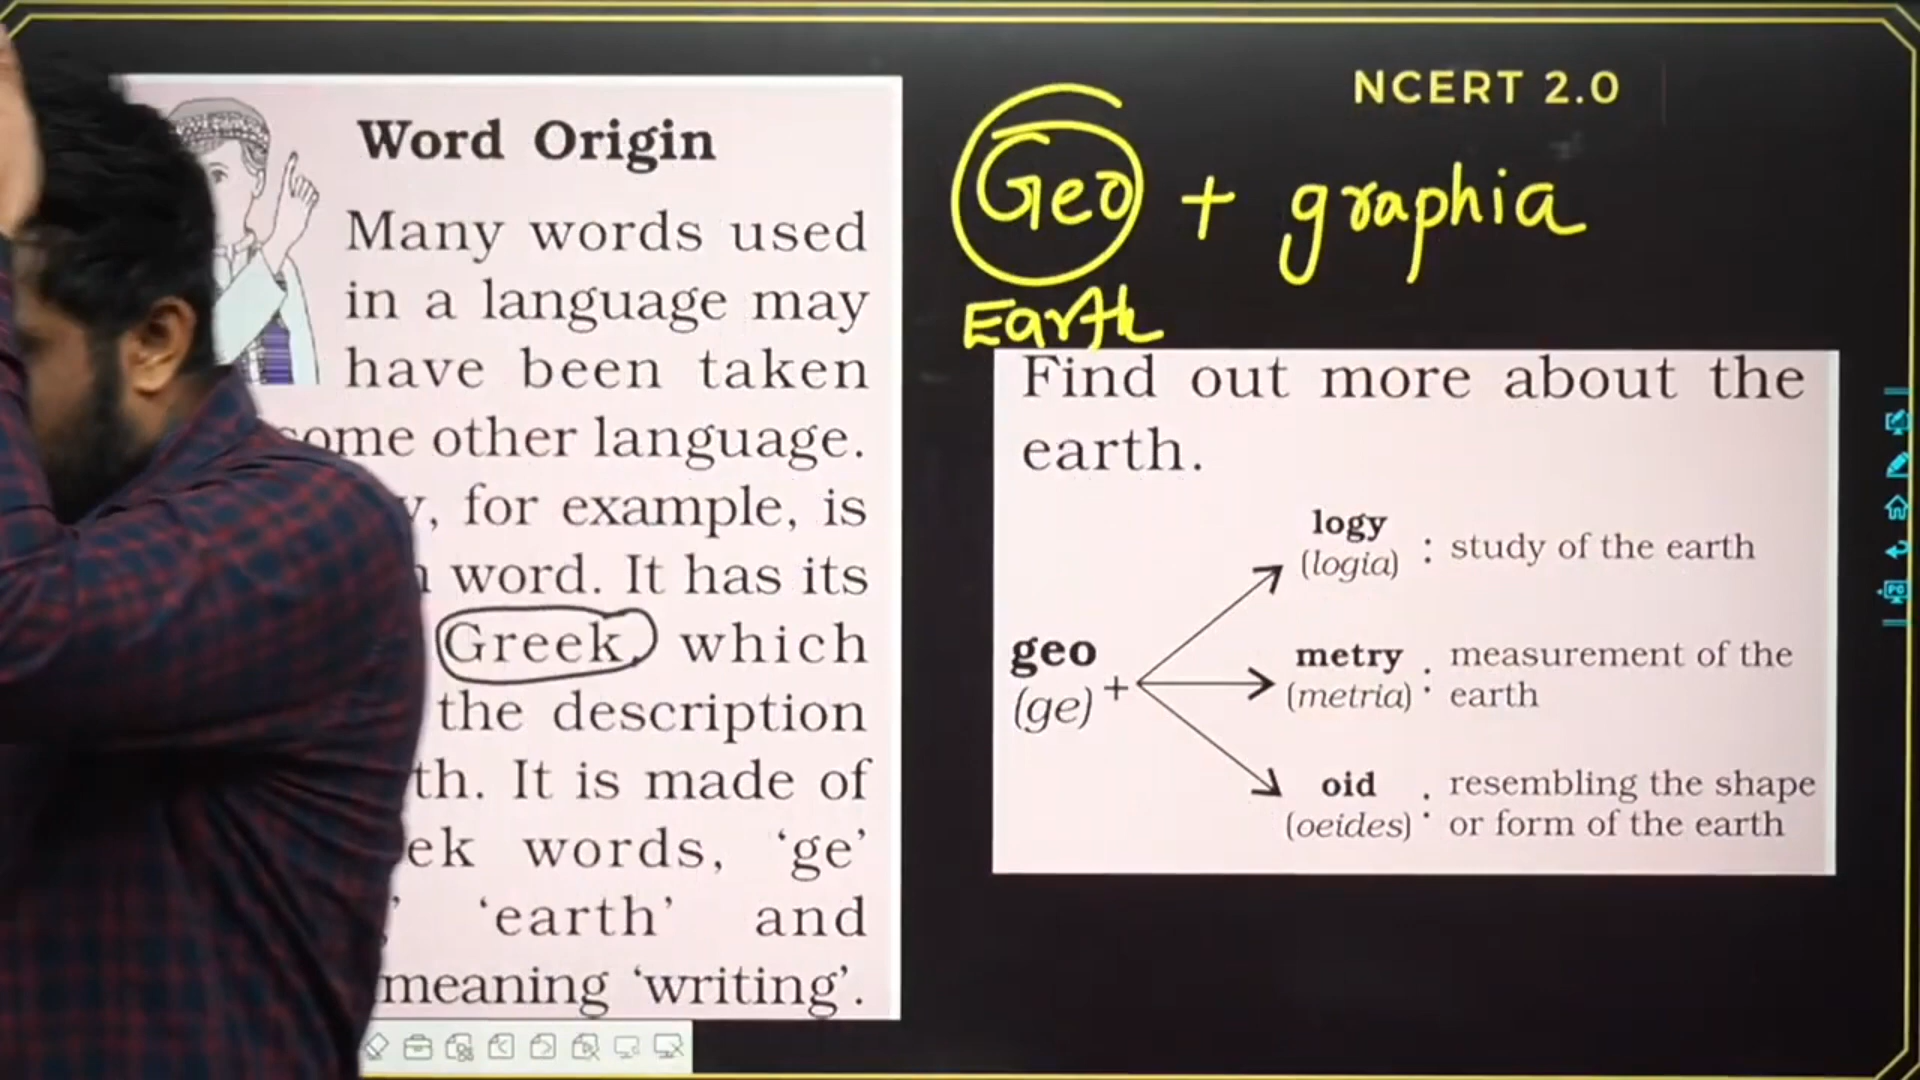 Word Origin
Many words used
in a language may
have been taken
some other language.
, for example, is
word. It has its
Greek, which
the description
th. It is made of
ek words, ‘ge’
’ ‘earth’ and
meaning ‘writing’.
NCERT 2.0
Geo + graphia
Earth
Find out more about the
earth.
logy
(logia) : study of the earth
geo
(ge) +
metry : measurement of the
(metria) earth
oid : resembling the shape
(oeides) or form of the earth